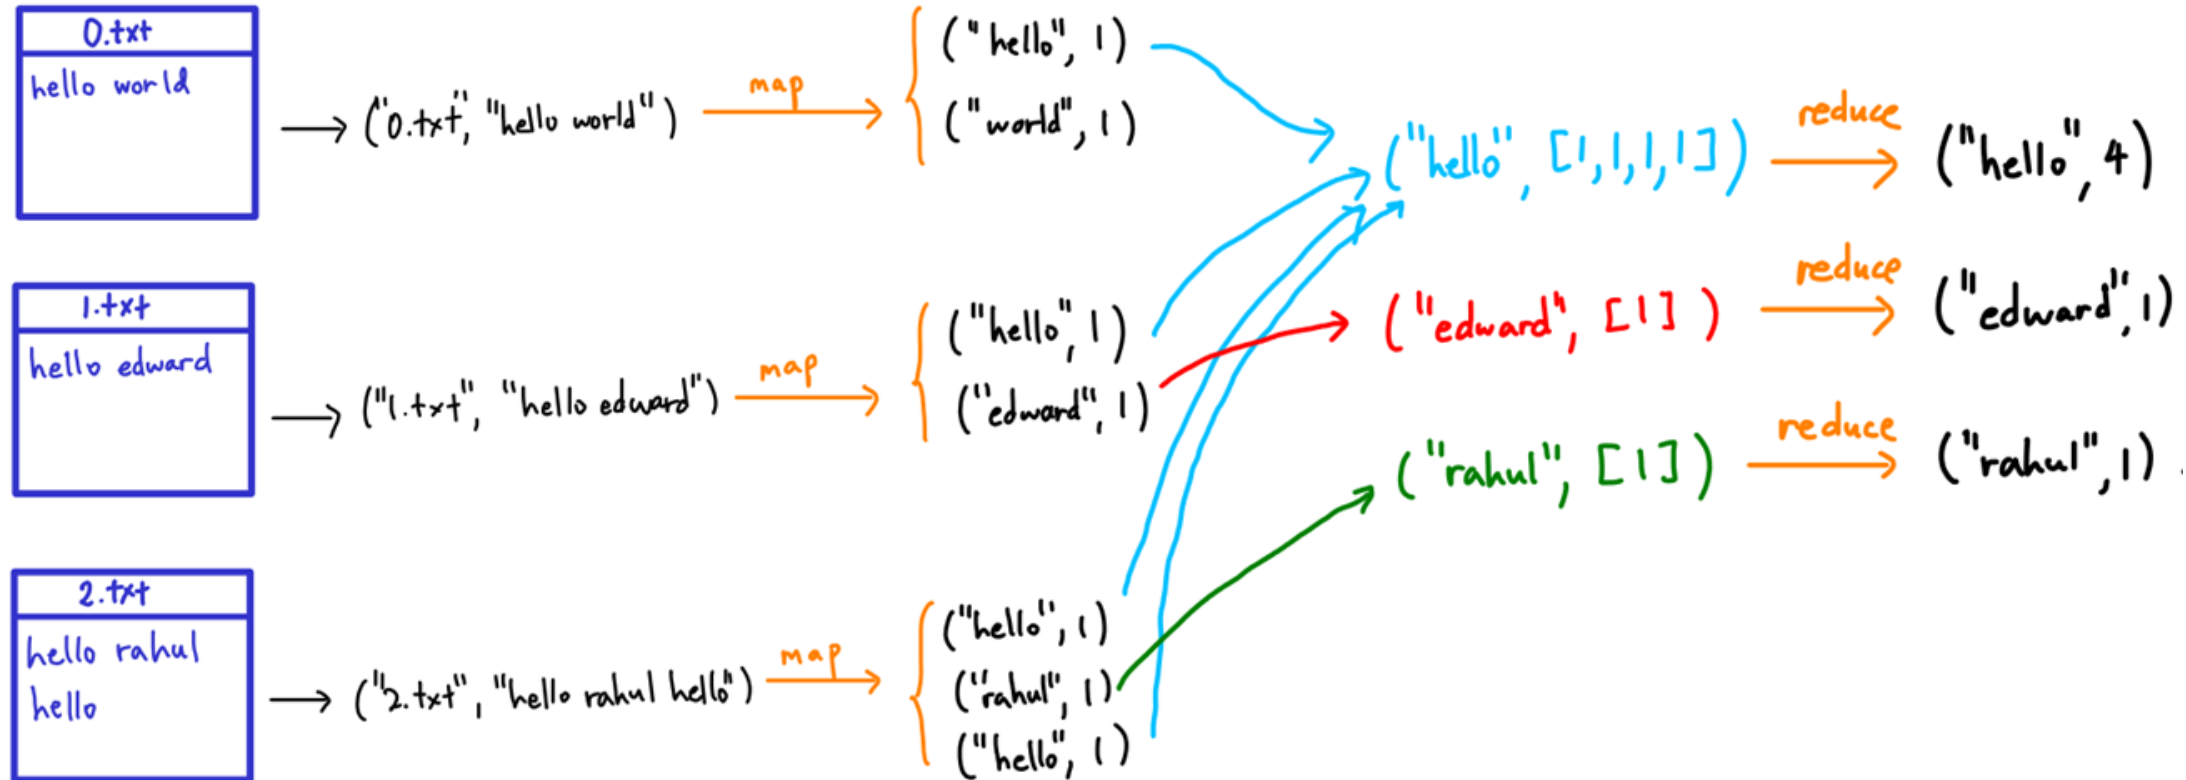 0.txt
hello world
("0.txt", "hello world")
map
("hello", 1)
("world", 1)
1.txt
hello edward
("1.txt", "hello edward")
map
("hello", 1)
("edward", 1)
2.txt
hello rahul
hello
("2.txt", "hello rahul hello")
map
("hello", 1)
("rahul", 1)
("hello", 1)
("hello", [1,1,1,1])
reduce
("hello", 4)
("edward", [1])
reduce
("edward", 1)
("rahul", [1])
reduce
("rahul", 1)